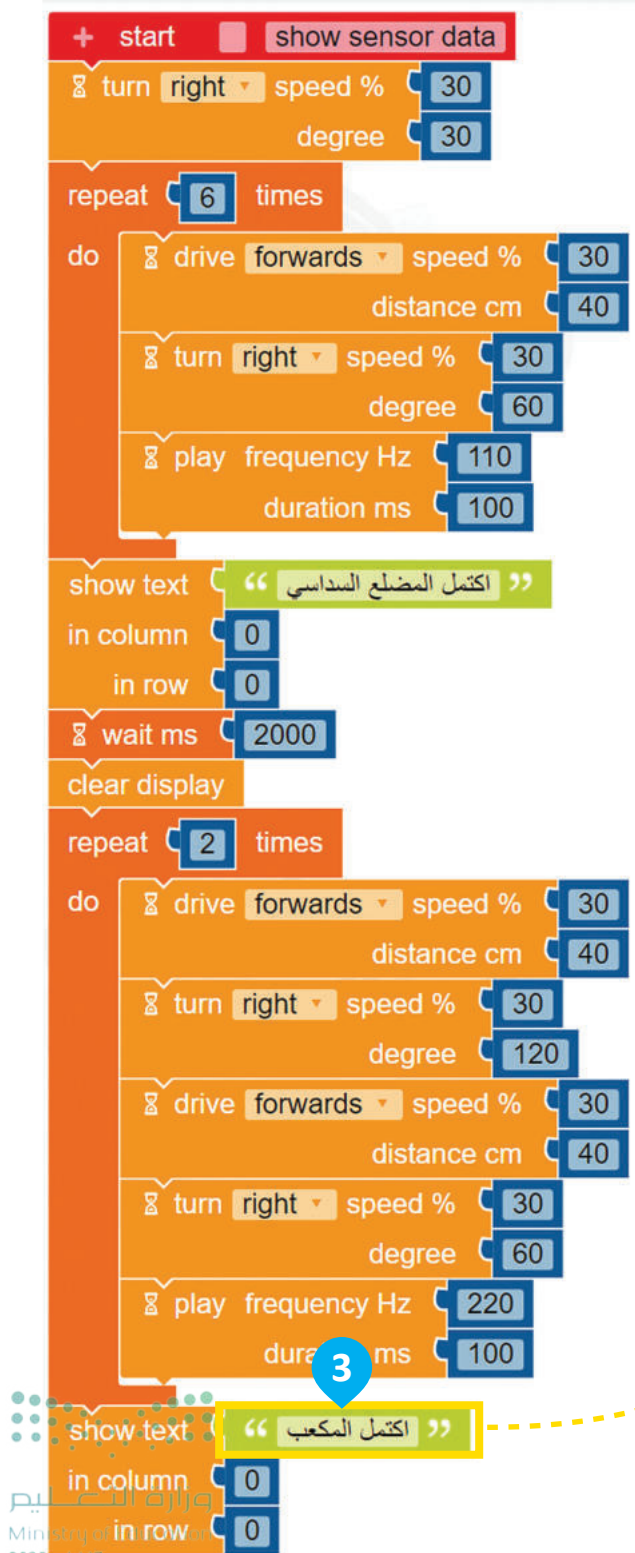 + start show sensor data
turn right speed % 30
degree 30
repeat 6 times
do drive forwards speed % 30
distance cm 40
turn right speed % 30
degree 60
play frequency Hz 110
duration ms 100
show text “ اكتمل المضلع السداسي ”
in column 0
in row 0
wait ms 2000
clear display
repeat 2 times
do drive forwards speed % 30
distance cm 40
turn right speed % 30
degree 120
drive forwards speed % 30
distance cm 40
turn right speed % 30
degree 60
play frequency Hz 220
ms 100
3
show text “ اكتمل المكعب ”
in column 0
وزارة التعليم
in row 0